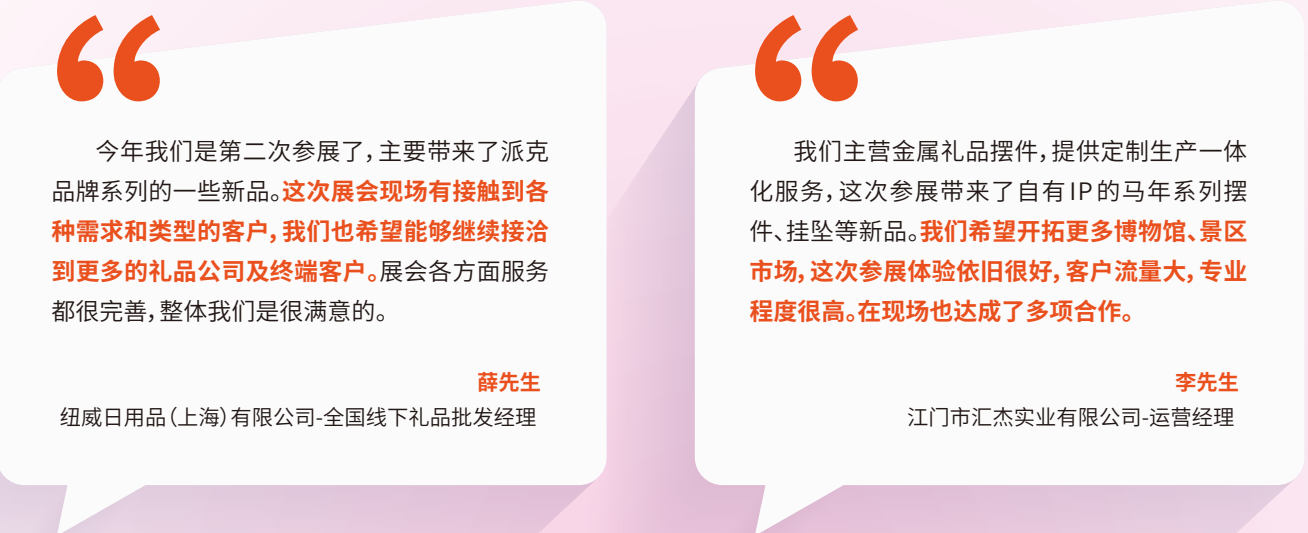 今年我们是第二次参展了，主要带来了派克
品牌系列的一些新品。这次展会现场有接触到各
种需求和类型的客户，我们也希望能够继续接洽
到更多的礼品公司及终端客户。展会各方面服务
都很完善，整体我们是很满意的。
薛先生
纽威日用品（上海）有限公司-全国线下礼品批发经理
我们主营金属礼品摆件，提供定制生产一体
化服务，这次参展带来了自有IP的马年系列摆
件、挂坠等新品。我们希望开拓更多博物馆、景区
市场，这次参展体验依旧很好，客户流量大，专业
程度很高。在现场也达成了多项合作。
李先生
江门市汇杰实业有限公司-运营经理